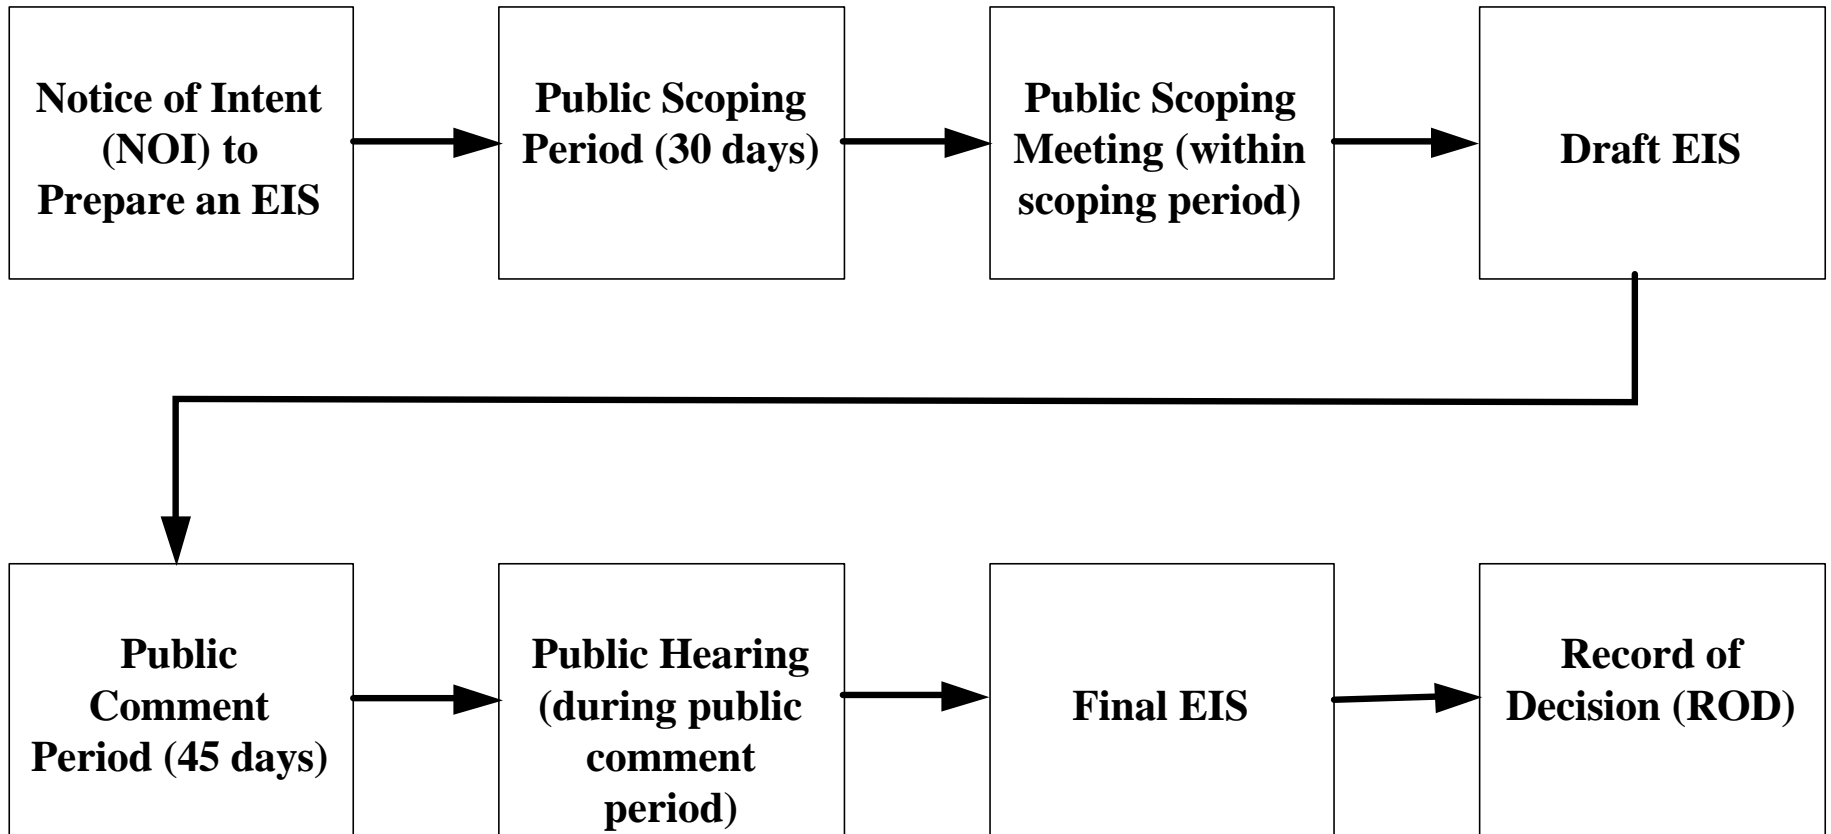 Notice of Intent
(NOI) to
Prepare an EIS
Public Scoping
Period (30 days)
Public Scoping
Meeting (within
scoping period)
Draft EIS
Public
Comment
Period (45 days)
Public Hearing
(during public
comment
period)
Final EIS
Record of
Decision (ROD)